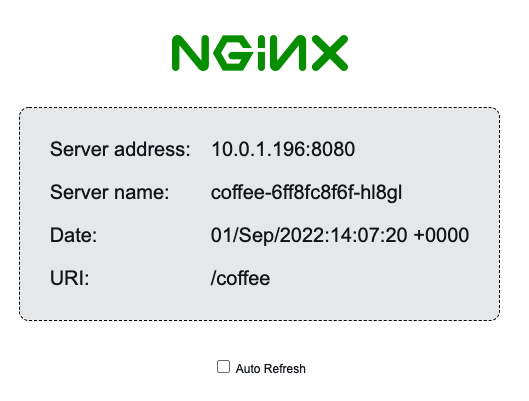 NGINX
Server address: 10.0.1.196:8080
Server name: coffee-6ff8fc8f6f-hl8gl
Date: 01/Sep/2022:14:07:20 +0000
URI: /coffee
Auto Refresh